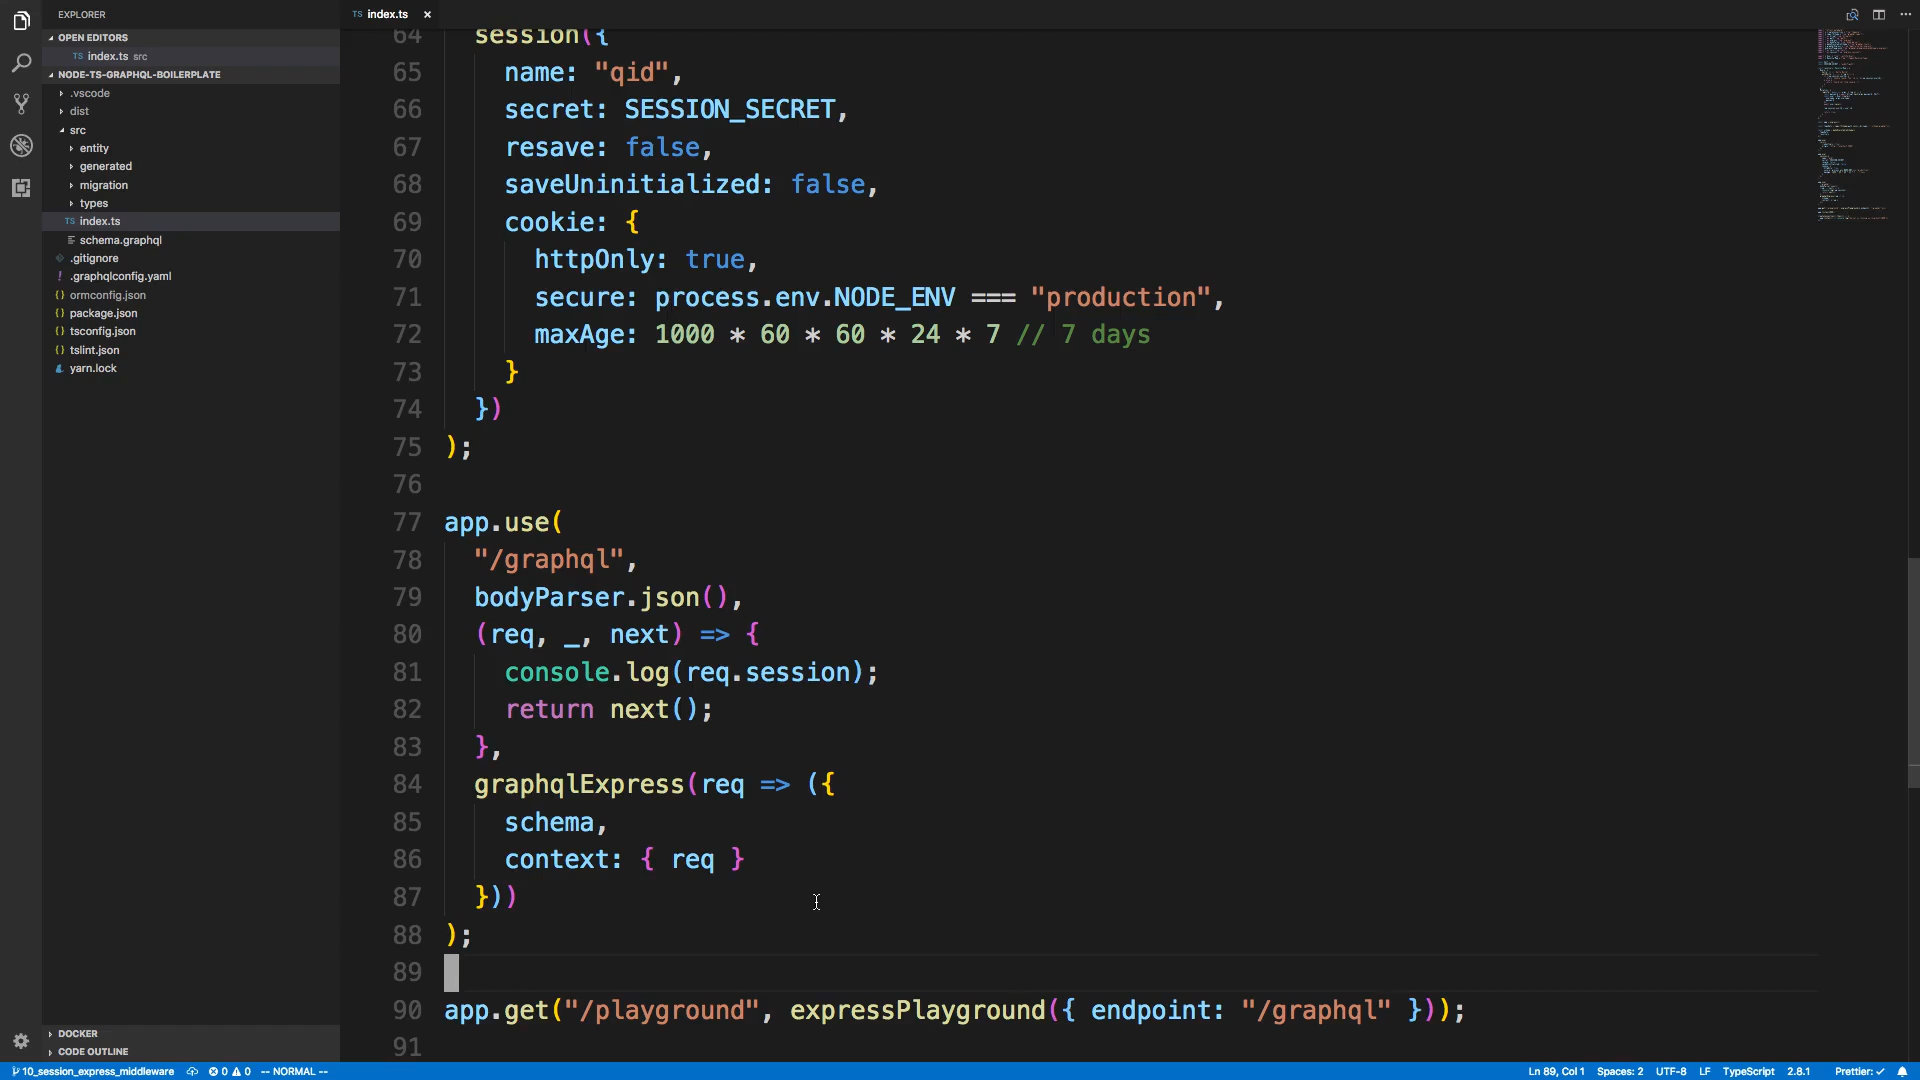 EXPLORER
OPEN EDITORS
TS index.ts src
NODE-TS-GRAPHQL-BOILERPLATE
.vscode
dist
src
entity
generated
migration
types
TS index.ts
schema.graphql
.gitignore
! .graphqlconfig.yaml
{} ormconfig.json
{} package.json
{} tsconfig.json
{} tslint.json
yarn.lock
DOCKER
CODE OUTLINE
TS index.ts ×
64 session({
65 name: "qid",
66 secret: SESSION_SECRET,
67 resave: false,
68 saveUninitialized: false,
69 cookie: {
70 httpOnly: true,
71 secure: process.env.NODE_ENV === "production",
72 maxAge: 1000 * 60 * 60 * 24 * 7 // 7 days
73 }
74 })
75 );
76
77 app.use(
78 "/graphql",
79 bodyParser.json(),
80 (req, _, next) => {
81 console.log(req.session);
82 return next();
83 },
84 graphqlExpress(req => ({
85 schema,
86 context: { req }
87 }))
88 );
89
90 app.get("/playground", expressPlayground({ endpoint: "/graphql" }));
91
10_session_express_middleware 0 0 -- NORMAL -- Ln 89, Col 1 Spaces: 2 UTF-8 LF TypeScript 2.8.1 Prettier: ✓